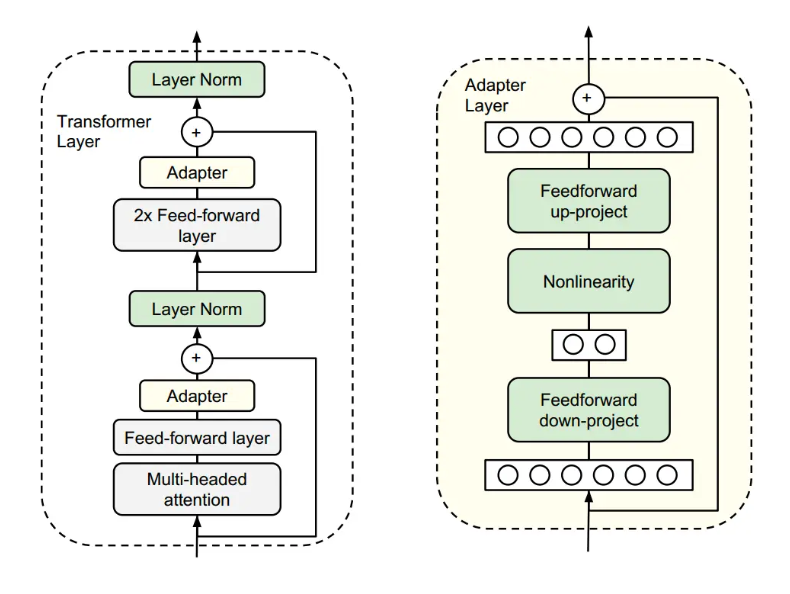 Layer Norm
Transformer
Layer
+
Adapter
2x Feed-forward
layer
Layer Norm
+
Adapter
Feed-forward layer
Multi-headed
attention
Adapter
Layer
+
Feedforward
up-project
Nonlinearity
Feedforward
down-project